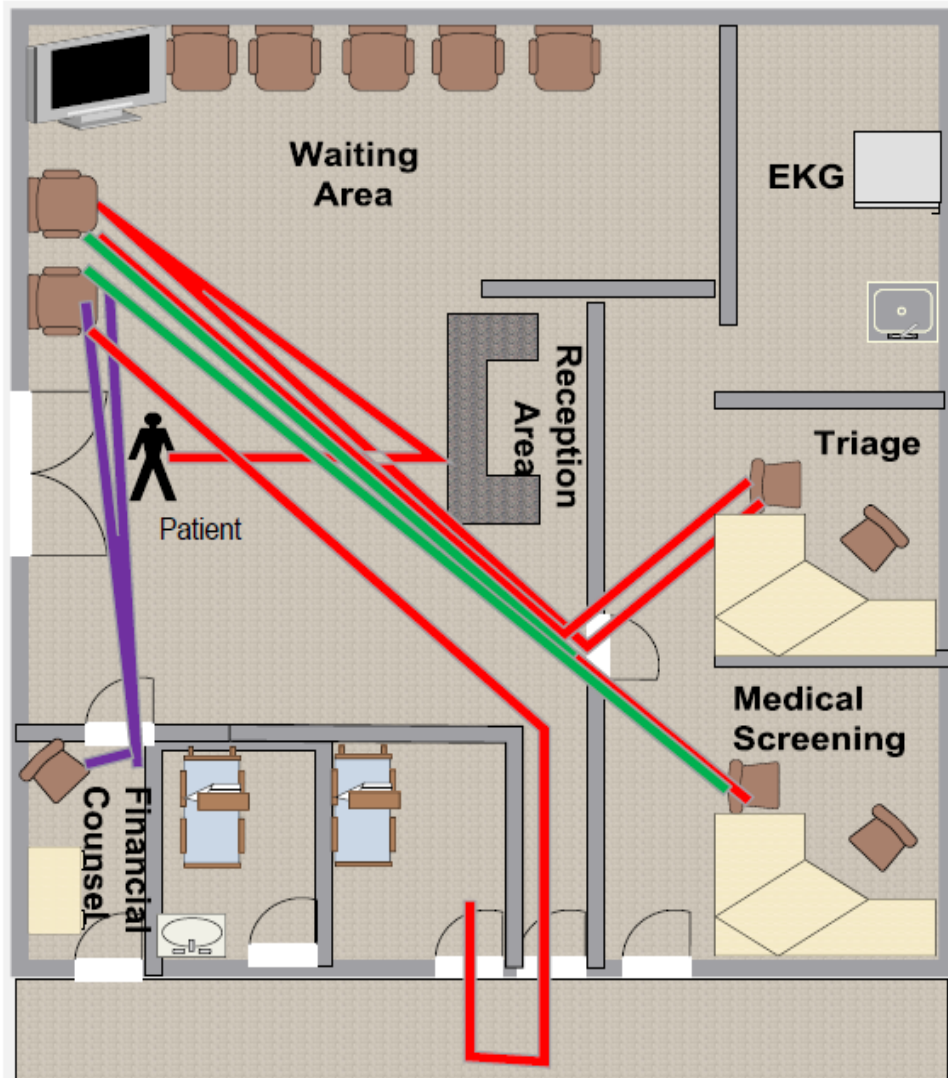 Waiting
Area
EKG
Reception
Area
Triage
Patient
Medical
Screening
Financial
Counsel